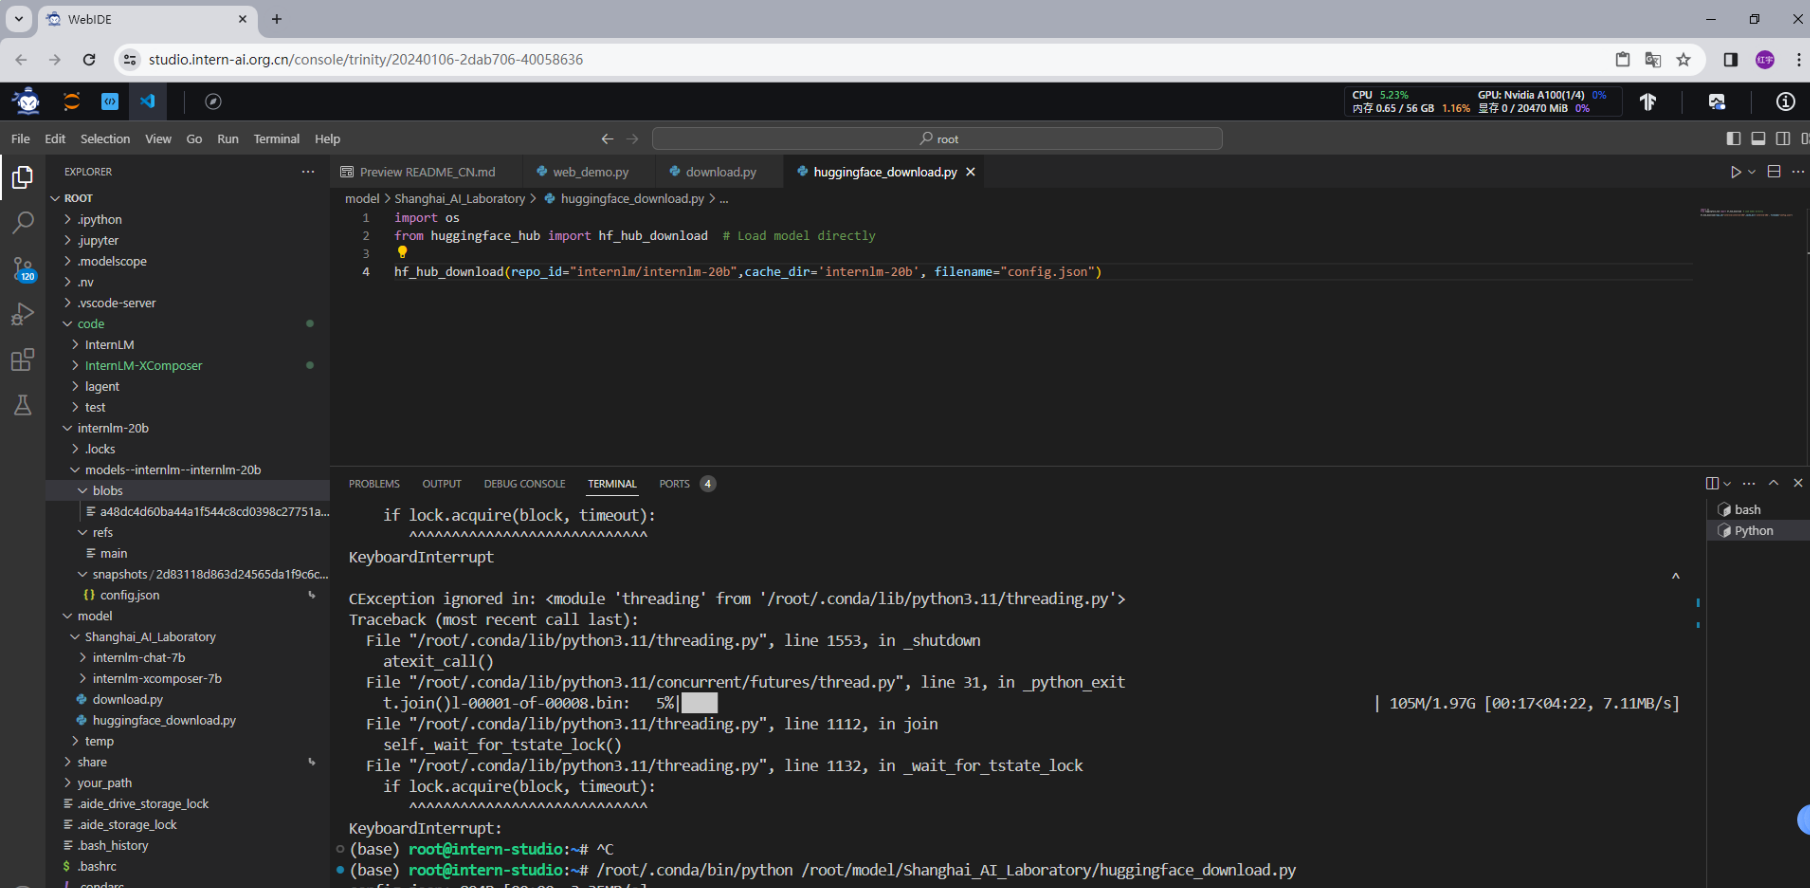 WebIDE
studio.intern-ai.org.cn/console/trinity/20240106-2dab706-40058636
红宇
CPU 5.23% GPU: Nvidia A100(1/4) 0%
内存 0.65 / 56 GB 1.16% 显存 0 / 20470 MiB 0%
File Edit Selection View Go Run Terminal Help
root
EXPLORER
Preview README_CN.md web_demo.py download.py huggingface_download.py
model > Shanghai_AI_Laboratory > huggingface_download.py > ...
ROOT
.ipython
.jupyter
.modelscope
.nv
.vscode-server
code
InternLM
InternLM-XComposer
lagent
test
internlm-20b
.locks
models--internlm--internlm-20b
blobs
a48dc4d60ba44a1f544c8cd0398c27751a...
refs
main
snapshots/2d83118d863d24565da1f9c6c...
config.json
model
Shanghai_AI_Laboratory
internlm-chat-7b
internlm-xcomposer-7b
download.py
huggingface_download.py
temp
share
your_path
.aide_drive_storage_lock
.aide_storage_lock
.bash_history
$ .bashrc
120
1 import os
2 from huggingface_hub import hf_hub_download # Load model directly
3
4 hf_hub_download(repo_id="internlm/internlm-20b",cache_dir='internlm-20b', filename="config.json")
PROBLEMS OUTPUT DEBUG CONSOLE TERMINAL PORTS 4
bash
Python
if lock.acquire(block, timeout):
^^^^^^^^^^^^^^^^^^^^^^^^^^^^
KeyboardInterrupt
^
CException ignored in: <module 'threading' from '/root/.conda/lib/python3.11/threading.py'>
Traceback (most recent call last):
File "/root/.conda/lib/python3.11/threading.py", line 1553, in _shutdown
atexit_call()
File "/root/.conda/lib/python3.11/concurrent/futures/thread.py", line 31, in _python_exit
t.join()l-00001-of-00008.bin: 5%| | 105M/1.97G [00:17<04:22, 7.11MB/s]
File "/root/.conda/lib/python3.11/threading.py", line 1112, in join
self._wait_for_tstate_lock()
File "/root/.conda/lib/python3.11/threading.py", line 1132, in _wait_for_tstate_lock
if lock.acquire(block, timeout):
^^^^^^^^^^^^^^^^^^^^^^^^^^^^
KeyboardInterrupt:
(base) root@intern-studio:~# ^C
(base) root@intern-studio:~# /root/.conda/bin/python /root/model/Shanghai_AI_Laboratory/huggingface_download.py